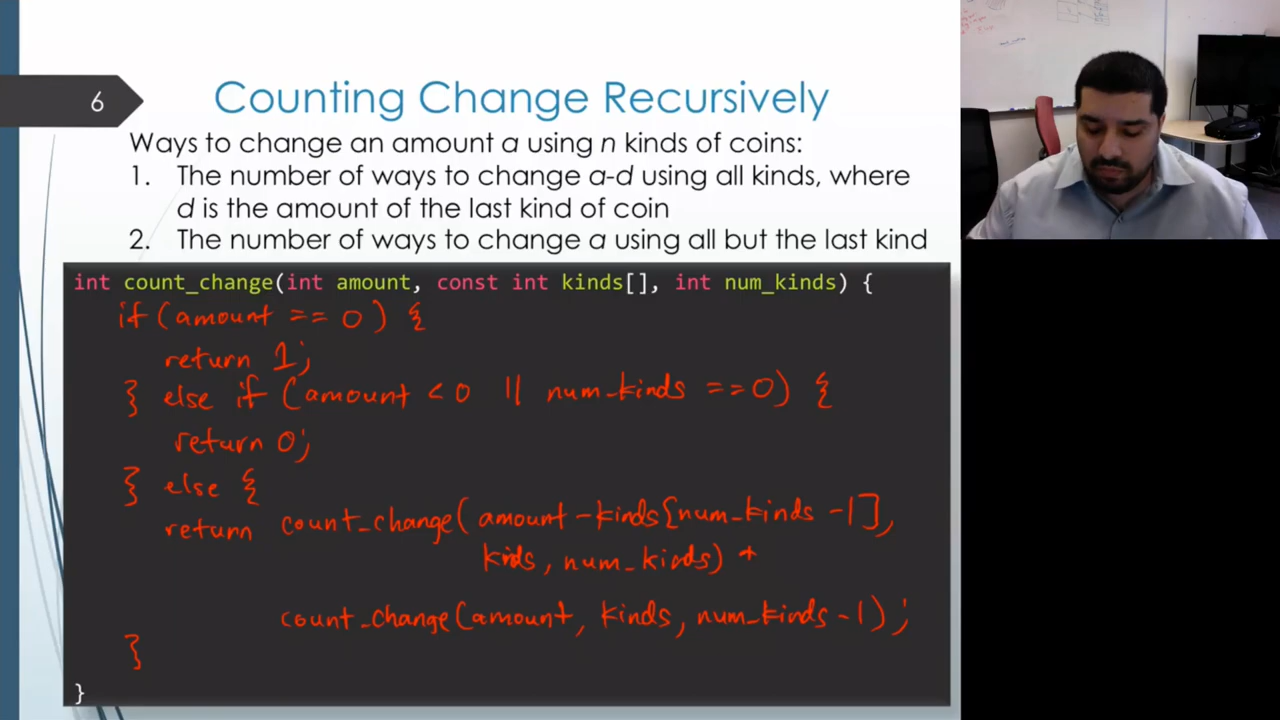 6
Counting Change Recursively
Ways to change an amount a using n kinds of coins:
1. The number of ways to change a-d using all kinds, where
d is the amount of the last kind of coin
2. The number of ways to change a using all but the last kind
int count_change(int amount, const int kinds[], int num_kinds) {
if (amount == 0) {
return 1;
} else if (amount < 0 || num_kinds == 0) {
return 0;
} else {
return count_change(amount - kinds[num_kinds - 1],
kinds, num_kinds) +
count_change(amount, kinds, num_kinds - 1);
}
}